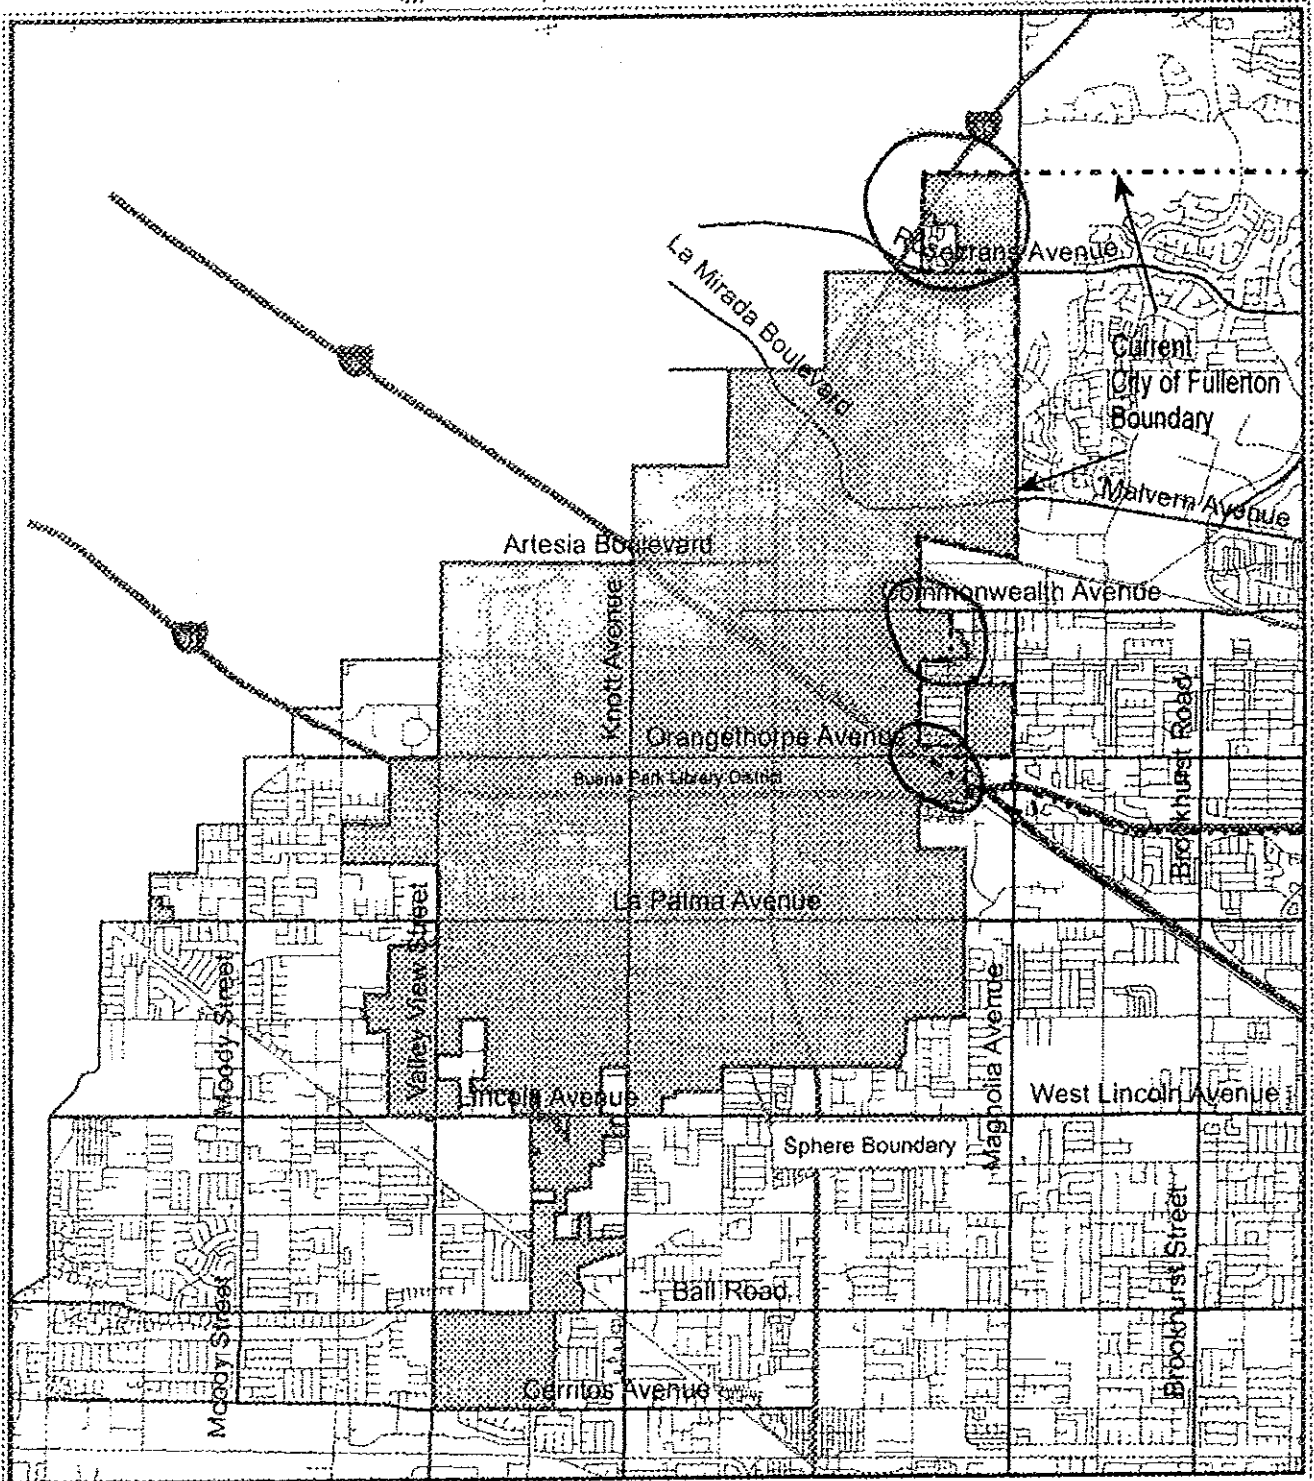 Rosecrans Avenue
La Mirada Boulevard
Current
City of Fullerton
Boundary
Malvern Avenue
Artesia Boulevard
Commonwealth Avenue
Knott Avenue
Orangethorpe Avenue
Brookhurst Road
Buena Park Library District
La Palma Avenue
Valley View Street
Moody Street
Magnolia Avenue
Lincoln Avenue
West Lincoln Avenue
Sphere Boundary
Ball Road
Moody Street
Brookhurst Street
Cerritos Avenue